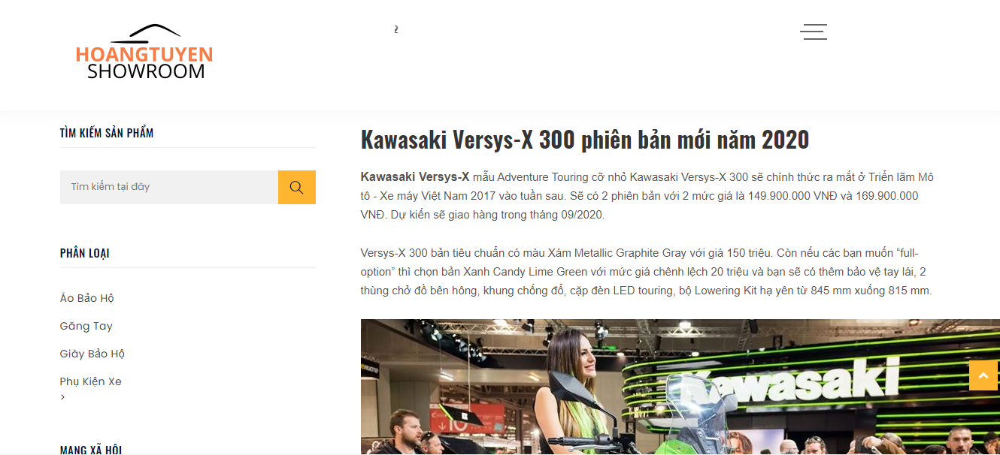 HOANGTUYEN
SHOWROOM
2
TÌM KIẾM SẢN PHẨM
Tìm kiếm tại đây
PHÂN LOẠI
Áo Bảo Hộ
Găng Tay
Giày Bảo Hộ
Phụ Kiện Xe
>
MẠNG XÃ HỘI
Kawasaki Versys-X 300 phiên bản mới năm 2020
Kawasaki Versys-X mẫu Adventure Touring cỡ nhỏ Kawasaki Versys-X 300 sẽ chính thức ra mắt ở Triển lãm Mô
tô - Xe máy Việt Nam 2017 vào tuần sau. Sẽ có 2 phiên bản với 2 mức giá là 149.900.000 VNĐ và 169.900.000
VNĐ. Dự kiến sẽ giao hàng trong tháng 09/2020.
Versys-X 300 bản tiêu chuẩn có màu Xám Metallic Graphite Gray với giá 150 triệu. Còn nếu các bạn muốn “full-
option” thì chọn bản Xanh Candy Lime Green với mức giá chênh lệch 20 triệu và bạn sẽ có thêm bảo vệ tay lái, 2
thùng chở đồ bên hông, khung chống đổ, cặp đèn LED touring, bộ Lowering Kit hạ yên từ 845 mm xuống 815 mm.
Kawasaki
10